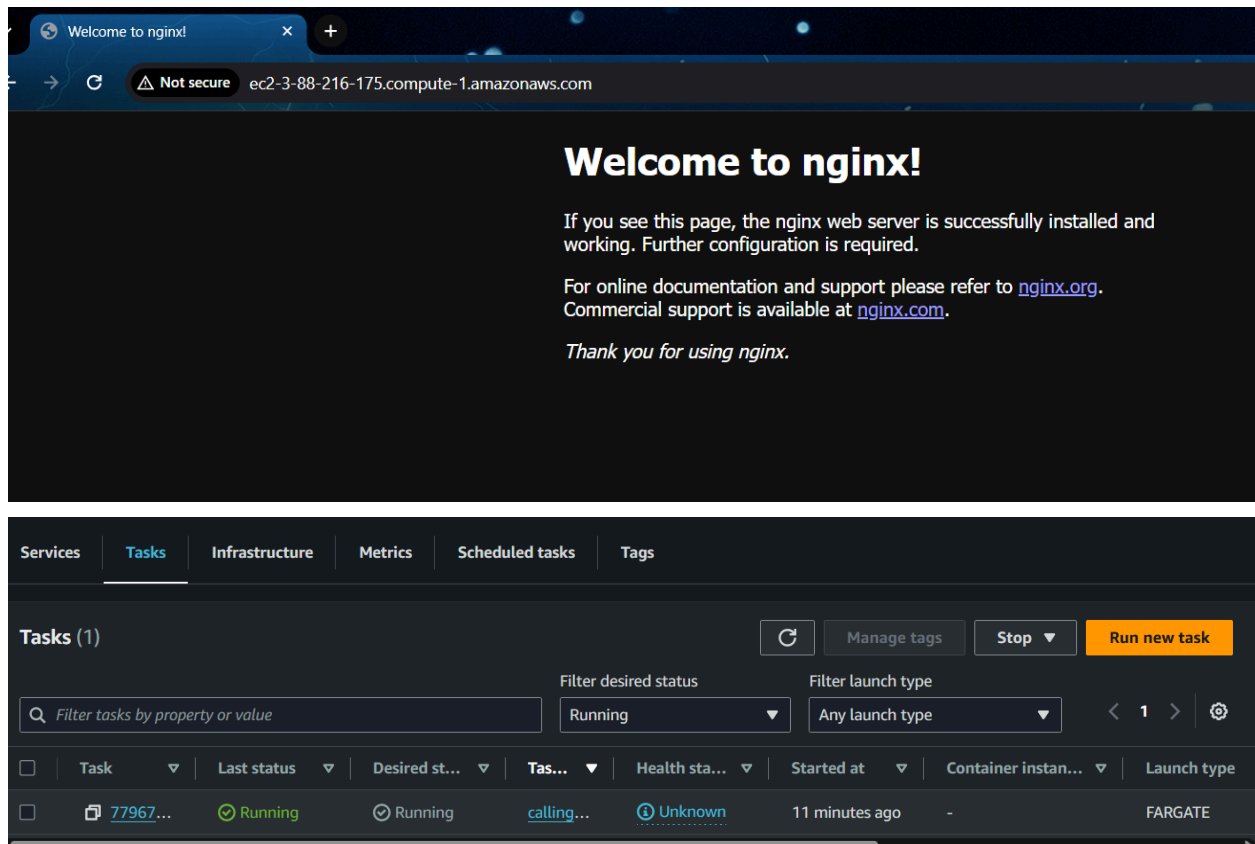 Welcome to nginx!
Not secure ec2-3-88-216-175.compute-1.amazonaws.com
Welcome to nginx!
If you see this page, the nginx web server is successfully installed and
working. Further configuration is required.
For online documentation and support please refer to nginx.org.
Commercial support is available at nginx.com.
Thank you for using nginx.
Services Tasks Infrastructure Metrics Scheduled tasks Tags
Tasks (1) Manage tags Stop Run new task
Filter desired status Filter launch type
Filter tasks by property or value Running Any launch type 1
Task Last status Desired st... Tas... Health sta... Started at Container instan... Launch type
77967... Running Running calling... Unknown 11 minutes ago - FARGATE